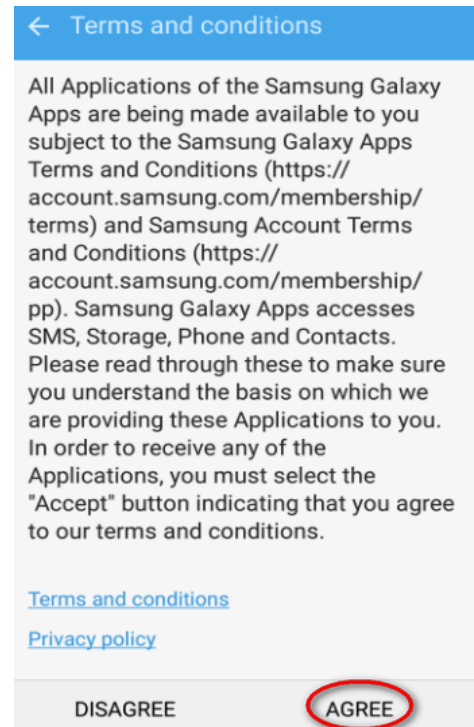 ← Terms and conditions
All Applications of the Samsung Galaxy
Apps are being made available to you
subject to the Samsung Galaxy Apps
Terms and Conditions (https://
account.samsung.com/membership/
terms) and Samsung Account Terms
and Conditions (https://
account.samsung.com/membership/
pp). Samsung Galaxy Apps accesses
SMS, Storage, Phone and Contacts.
Please read through these to make sure
you understand the basis on which we
are providing these Applications to you.
In order to receive any of the
Applications, you must select the
"Accept" button indicating that you agree
to our terms and conditions.
Terms and conditions
Privacy policy
DISAGREE AGREE